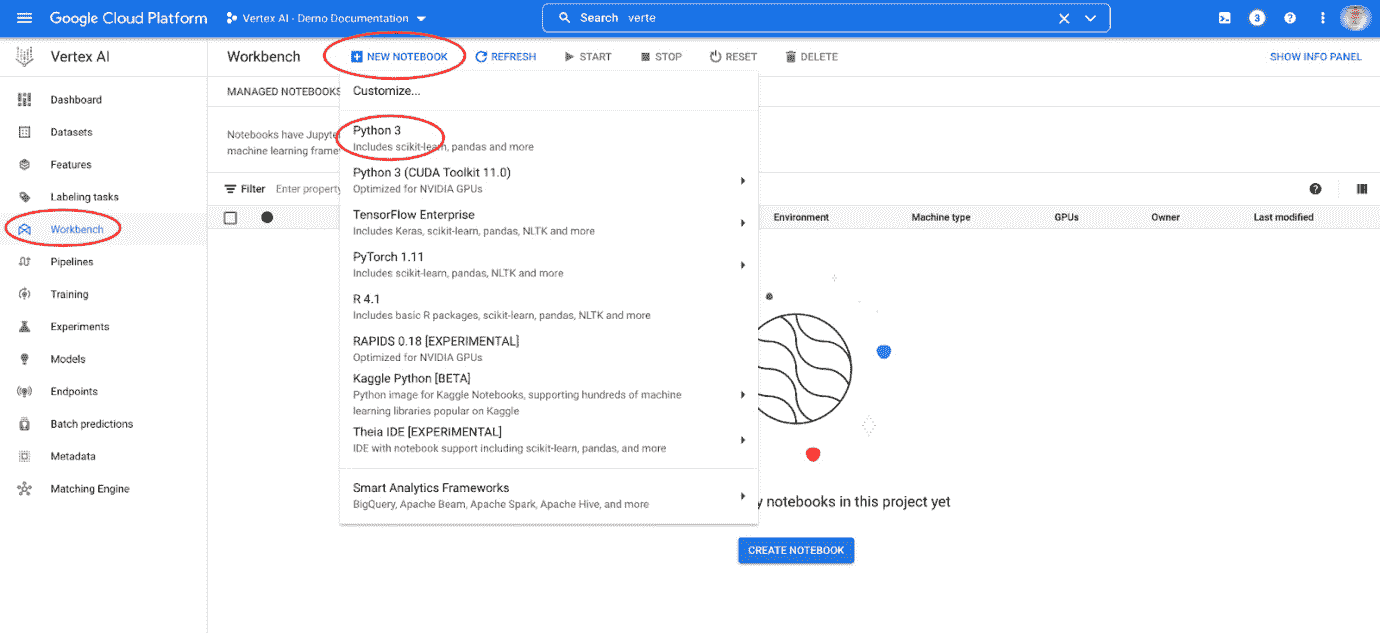 Google Cloud Platform
Vertex AI - Demo Documentation
Search verte
3
Vertex AI
Workbench
NEW NOTEBOOK
REFRESH
START
STOP
RESET
DELETE
SHOW INFO PANEL
Dashboard
Datasets
Features
Labeling tasks
Workbench
Pipelines
Training
Experiments
Models
Endpoints
Batch predictions
Metadata
Matching Engine
MANAGED NOTEBOOKS
Notebooks have Jupyte
machine learning frame
Filter Enter property
Customize...
Python 3
Includes scikit-learn, pandas and more
Python 3 (CUDA Toolkit 11.0)
Optimized for NVIDIA GPUs
TensorFlow Enterprise
Includes Keras, scikit-learn, pandas, NLTK and more
PyTorch 1.11
Includes scikit-learn, pandas, NLTK and more
R 4.1
Includes basic R packages, scikit-learn, pandas, NLTK and more
RAPIDS 0.18 [EXPERIMENTAL]
Optimized for NVIDIA GPUs
Kaggle Python [BETA]
Python image for Kaggle Notebooks, supporting hundreds of machine
learning libraries popular on Kaggle
Theia IDE [EXPERIMENTAL]
IDE with notebook support including scikit-learn, pandas, and more
Smart Analytics Frameworks
BigQuery, Apache Beam, Apache Spark, Apache Hive, and more
Environment
Machine type
GPUs
Owner
Last modified
y notebooks in this project yet
CREATE NOTEBOOK